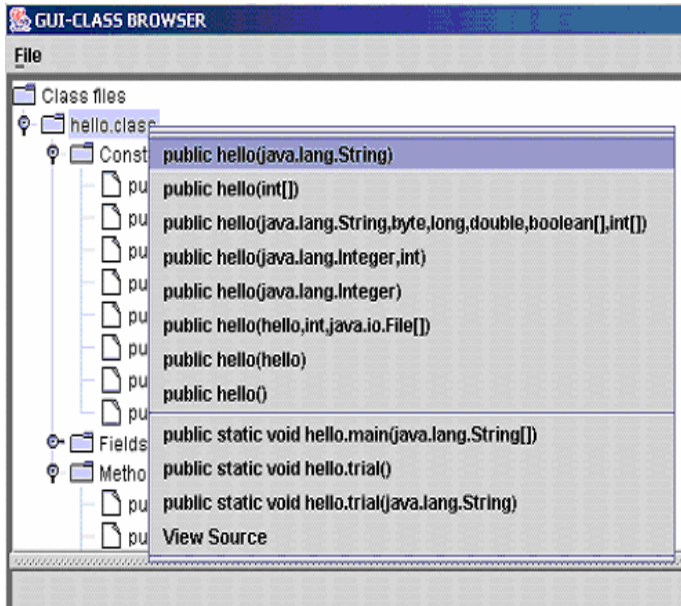 GUI-CLASS BROWSER
File
Class files
hello.class
Const
public hello(java.lang.String)
pu
public hello(int[])
pu
public hello(java.lang.String,byte,long,double,boolean[],int[])
pu
public hello(java.lang.Integer,int)
pu
public hello(java.lang.Integer)
pu
public hello(hello,int,java.io.File[])
pu
public hello(hello)
pu
public hello()
pu
Fields
public static void hello.main(java.lang.String[])
Metho
public static void hello.trial()
pu
public static void hello.trial(java.lang.String)
pu
View Source